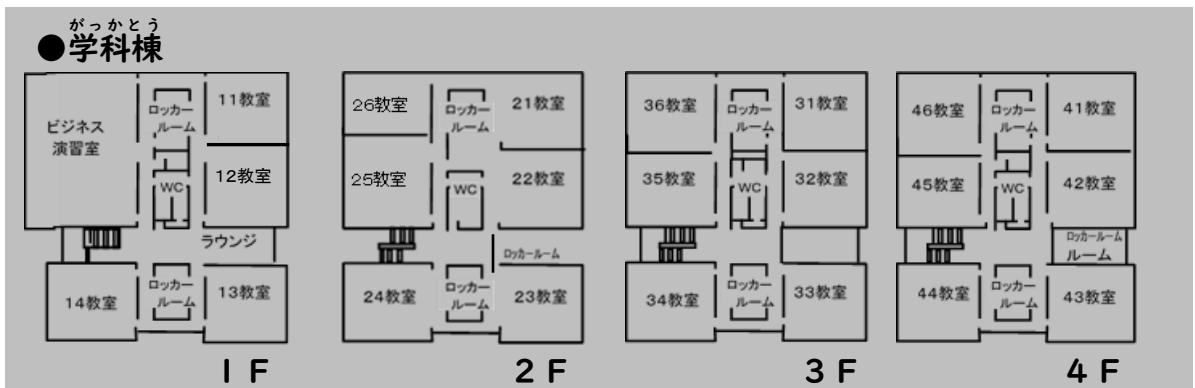 がっかとう
●学科棟
ビジネス
演習室
ロッカー
ルーム
11教室
WC
12教室
ラウンジ
14教室
ロッカー
ルーム
13教室
1F
26教室
ロッカー
ルーム
21教室
25教室
WC
22教室
ロッカールーム
24教室
ロッカー
ルーム
23教室
2F
36教室
ロッカー
ルーム
31教室
35教室
WC
32教室
34教室
ロッカー
ルーム
33教室
3F
46教室
ロッカー
ルーム
41教室
45教室
WC
42教室
ロッカールーム
ルーム
44教室
ロッカー
ルーム
43教室
4F